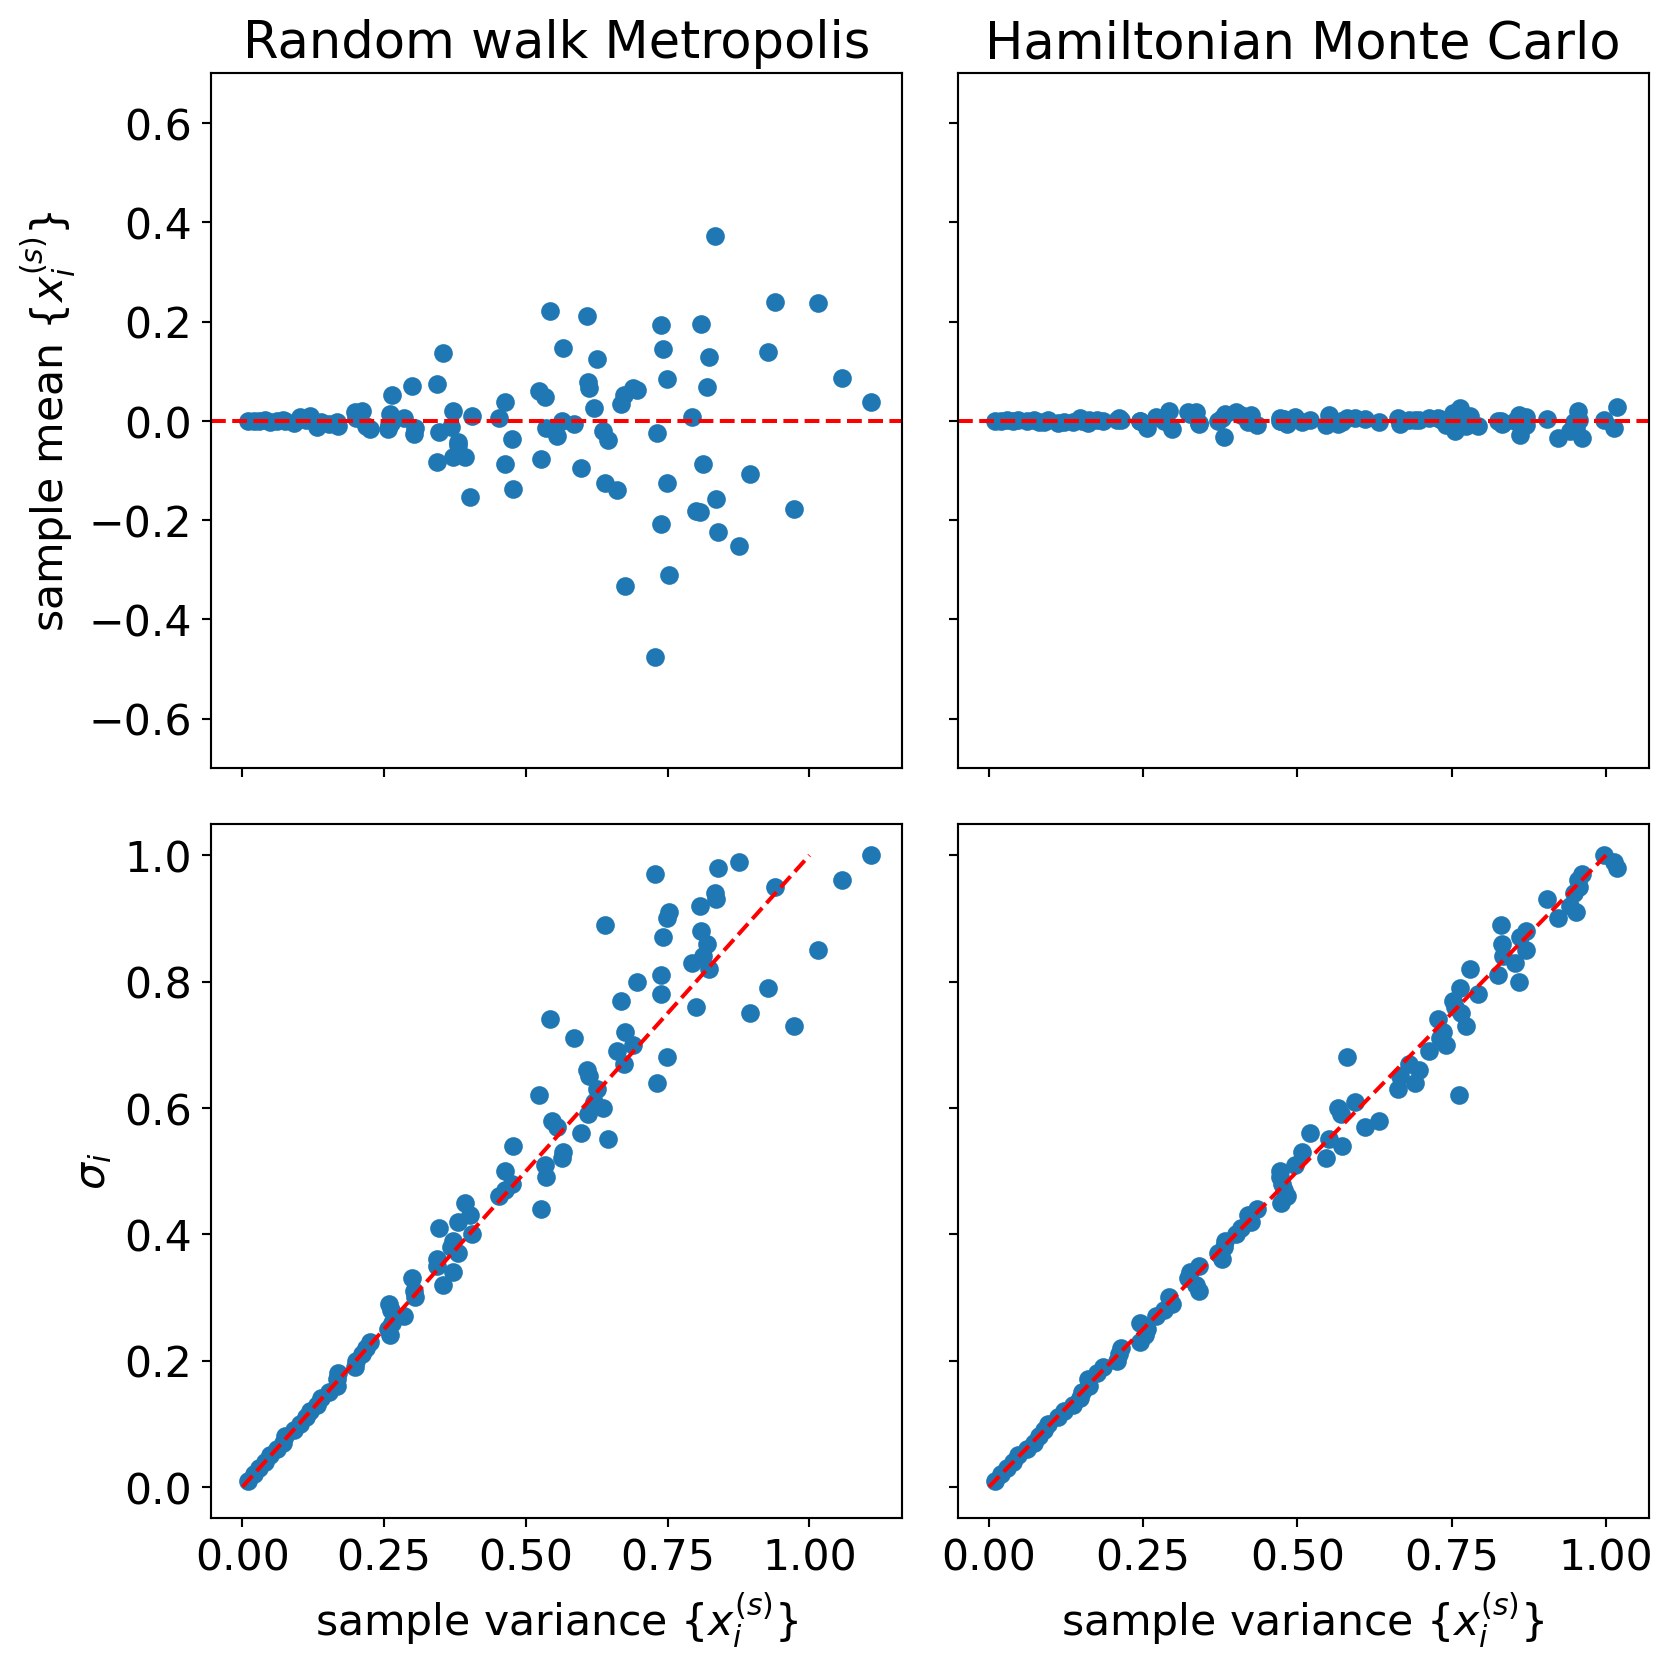 Random walk Metropolis
Hamiltonian Monte Carlo
sample mean {x_i^{(s)}}
0.6
0.4
0.2
0.0
−0.2
−0.4
−0.6
σ_i
1.0
0.8
0.6
0.4
0.2
0.0
0.00 0.25 0.50 0.75 1.00
0.00 0.25 0.50 0.75 1.00
sample variance {x_i^{(s)}}
sample variance {x_i^{(s)}}